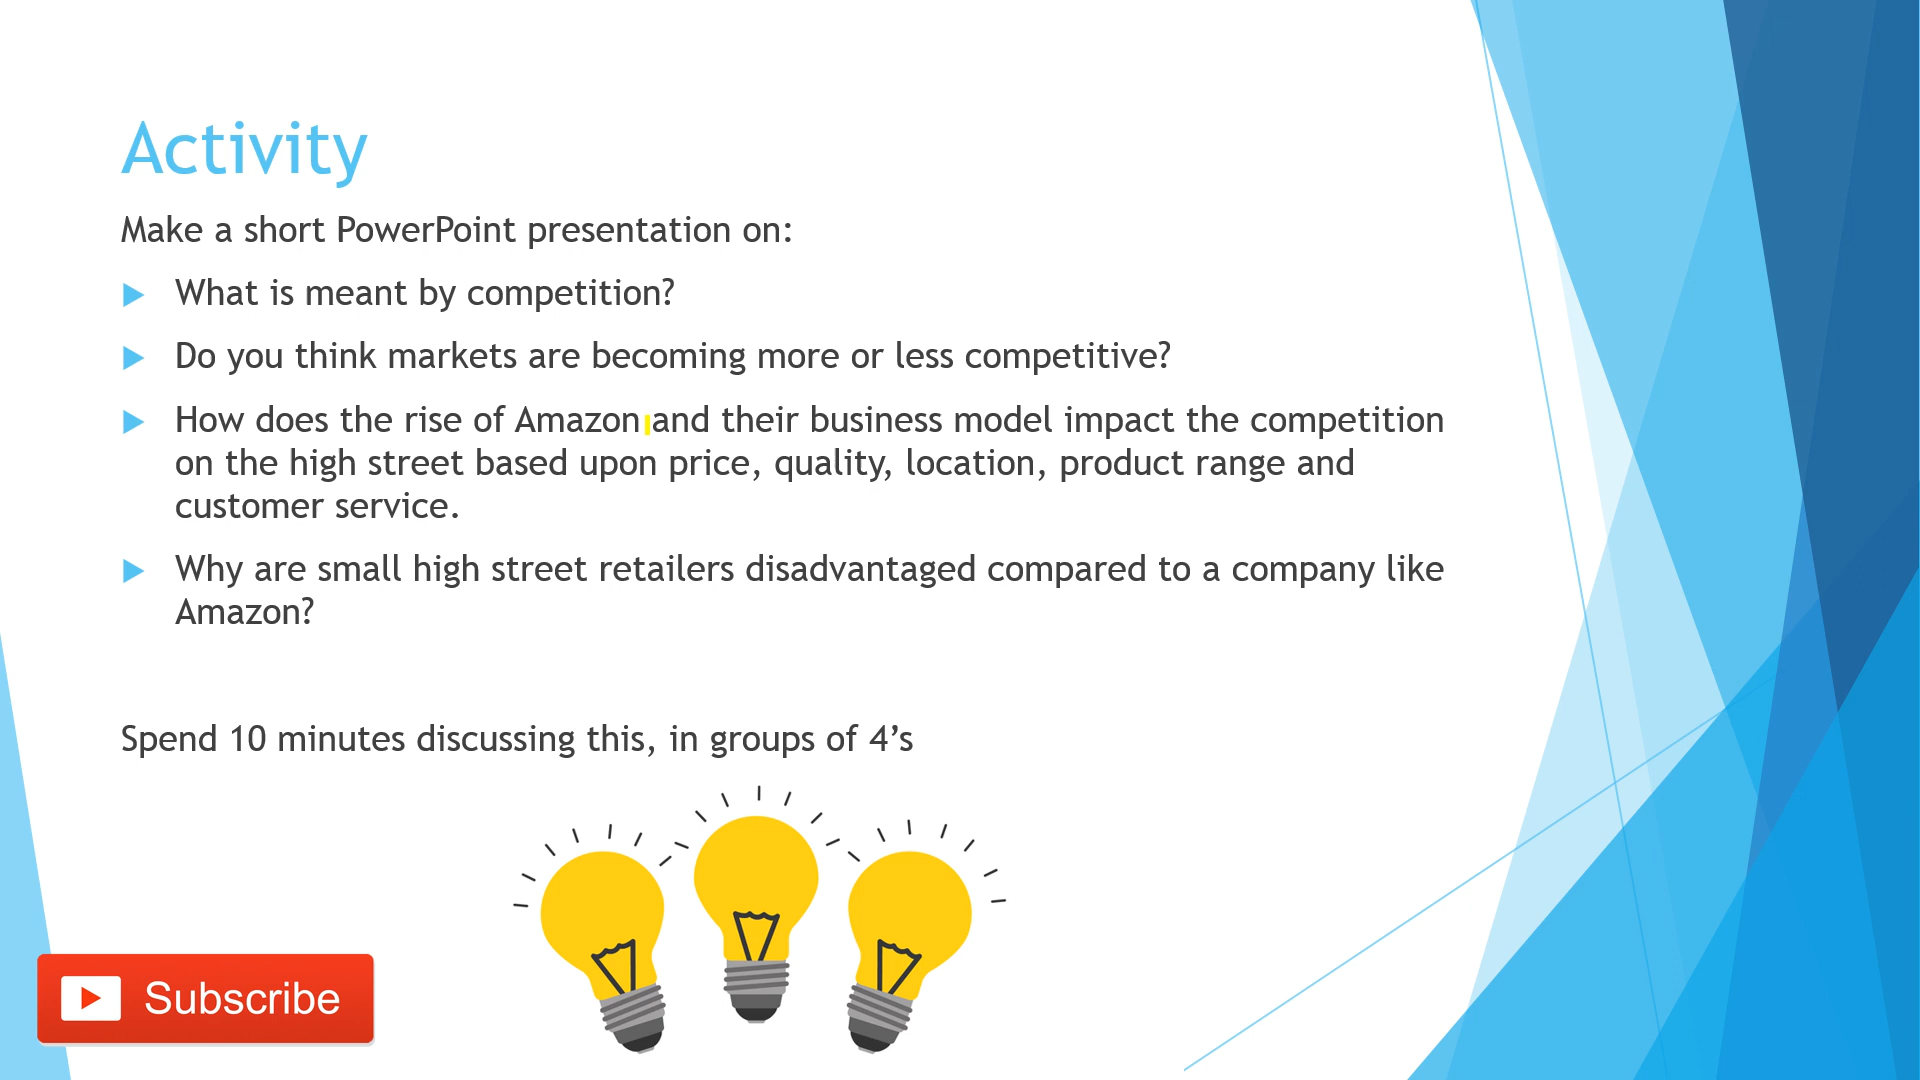 Activity
Make a short PowerPoint presentation on:
What is meant by competition?
Do you think markets are becoming more or less competitive?
How does the rise of Amazon and their business model impact the competition
on the high street based upon price, quality, location, product range and
customer service.
Why are small high street retailers disadvantaged compared to a company like
Amazon?
Spend 10 minutes discussing this, in groups of 4’s
Subscribe